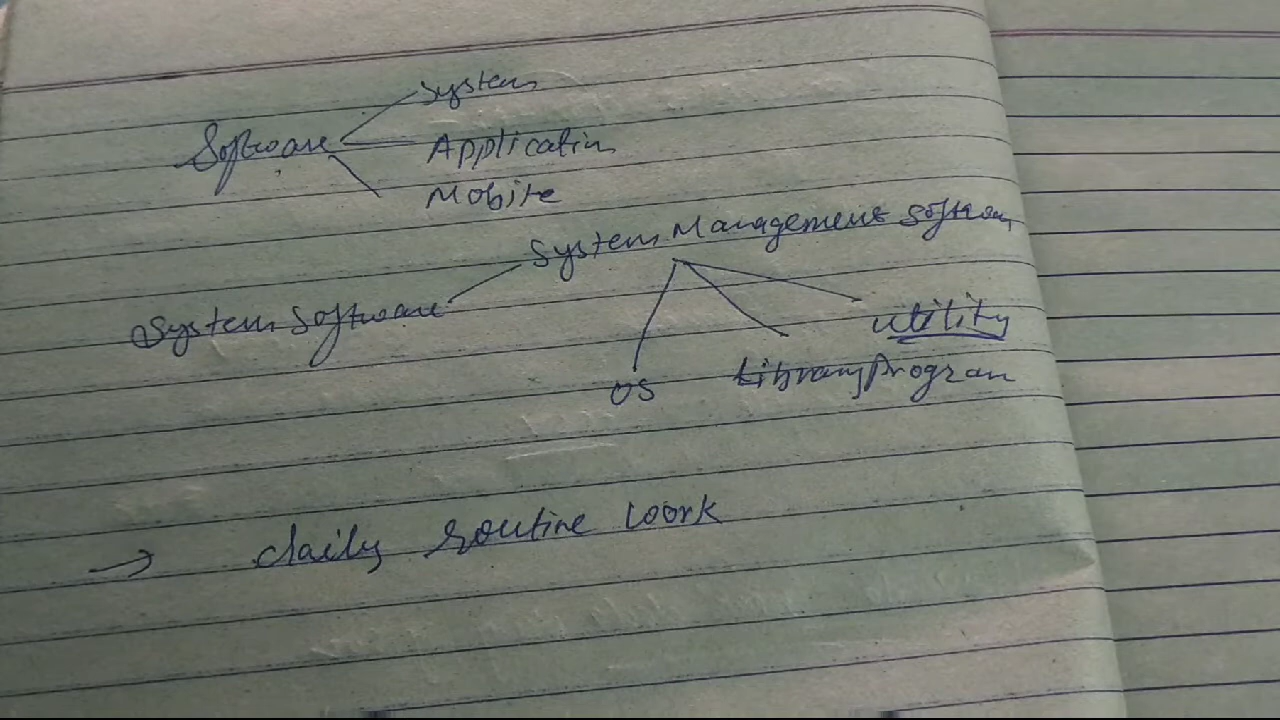 System
Software
Application
Mobile
System Management Software
System Software
utility
OS
Library Program
→ daily routine work